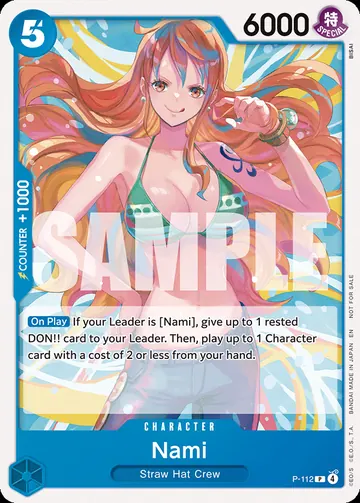 5
6000
特
SPECIAL
BISAI
COUNTER +1000
SAMPLE
On Play If your Leader is [Nami], give up to 1 rested
DON!! card to your Leader. Then, play up to 1 Character
card with a cost of 2 or less from your hand.
CHARACTER
Nami
Straw Hat Crew
P-112 P 4
©E.O./S. ©E.O./S., T.A. BANDAI MADE IN JAPAN EN NOT FOR SALE